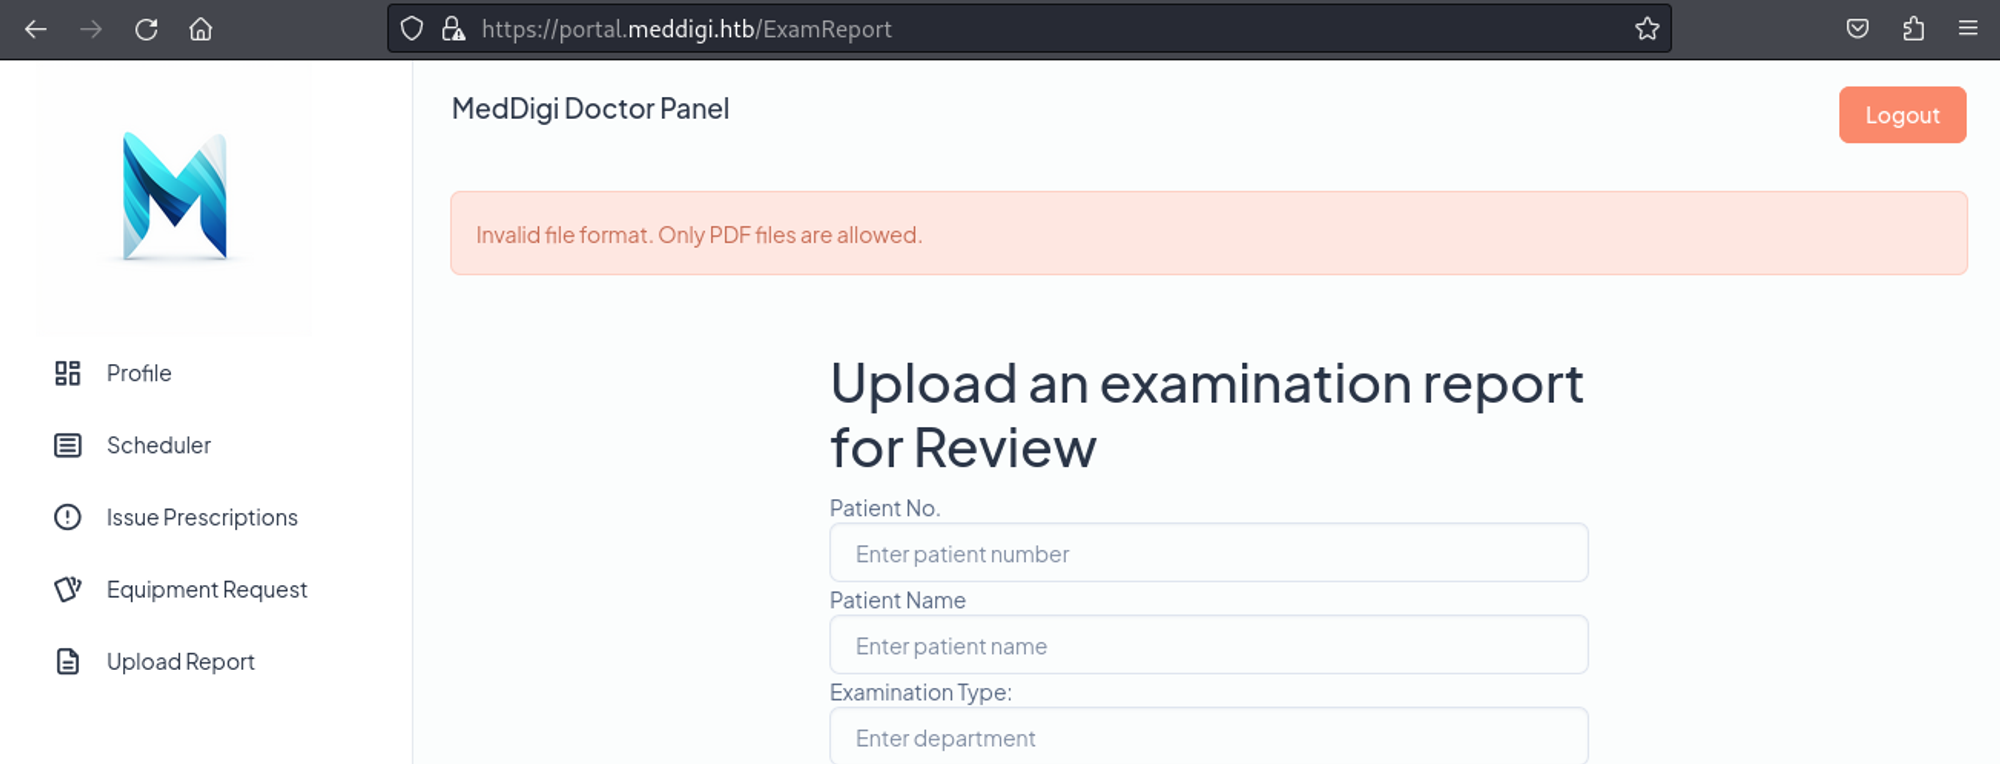 https://portal.meddigi.htb/ExamReport
MedDigi Doctor Panel
Logout
Invalid file format. Only PDF files are allowed.
Profile
Scheduler
Issue Prescriptions
Equipment Request
Upload Report
Upload an examination report
for Review
Patient No.
Enter patient number
Patient Name
Enter patient name
Examination Type:
Enter department